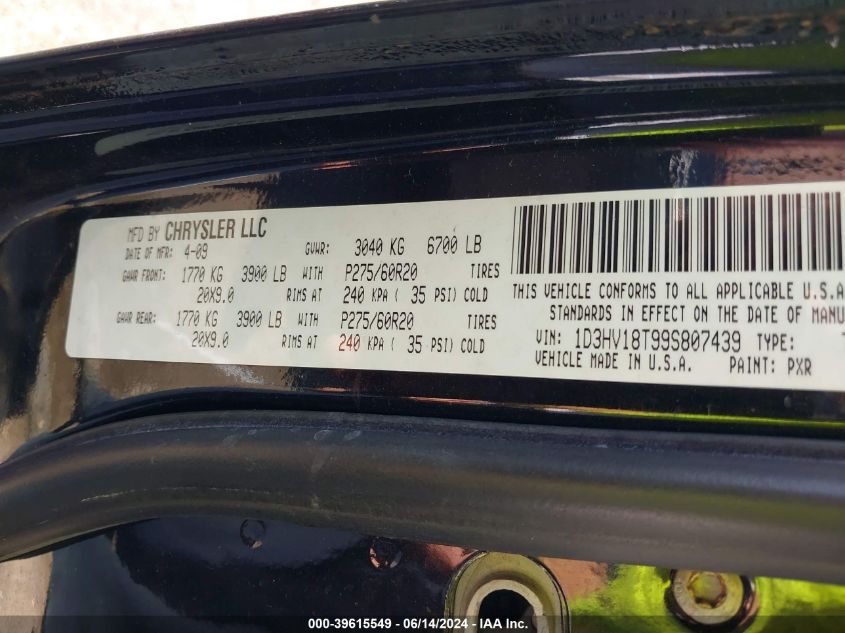 MFD BY CHRYSLER LLC
DATE OF MFR: 4-09 GVWR: 3040 KG 6700 LB
GAWR FRONT: 1770 KG 3900 LB WITH P275/60R20 TIRES
20X9.0 RIMS AT 240 KPA ( 35 PSI) COLD
GAWR REAR: 1770 KG 3900 LB WITH P275/60R20 TIRES
20X9.0 RIMS AT 240 KPA ( 35 PSI) COLD
THIS VEHICLE CONFORMS TO ALL APPLICABLE U.S.A
STANDARDS IN EFFECT ON THE DATE OF MANU
VIN: 1D3HV18T99S807439 TYPE:
VEHICLE MADE IN U.S.A. PAINT: PXR
000-39615549 - 06/14/2024 - IAA Inc.